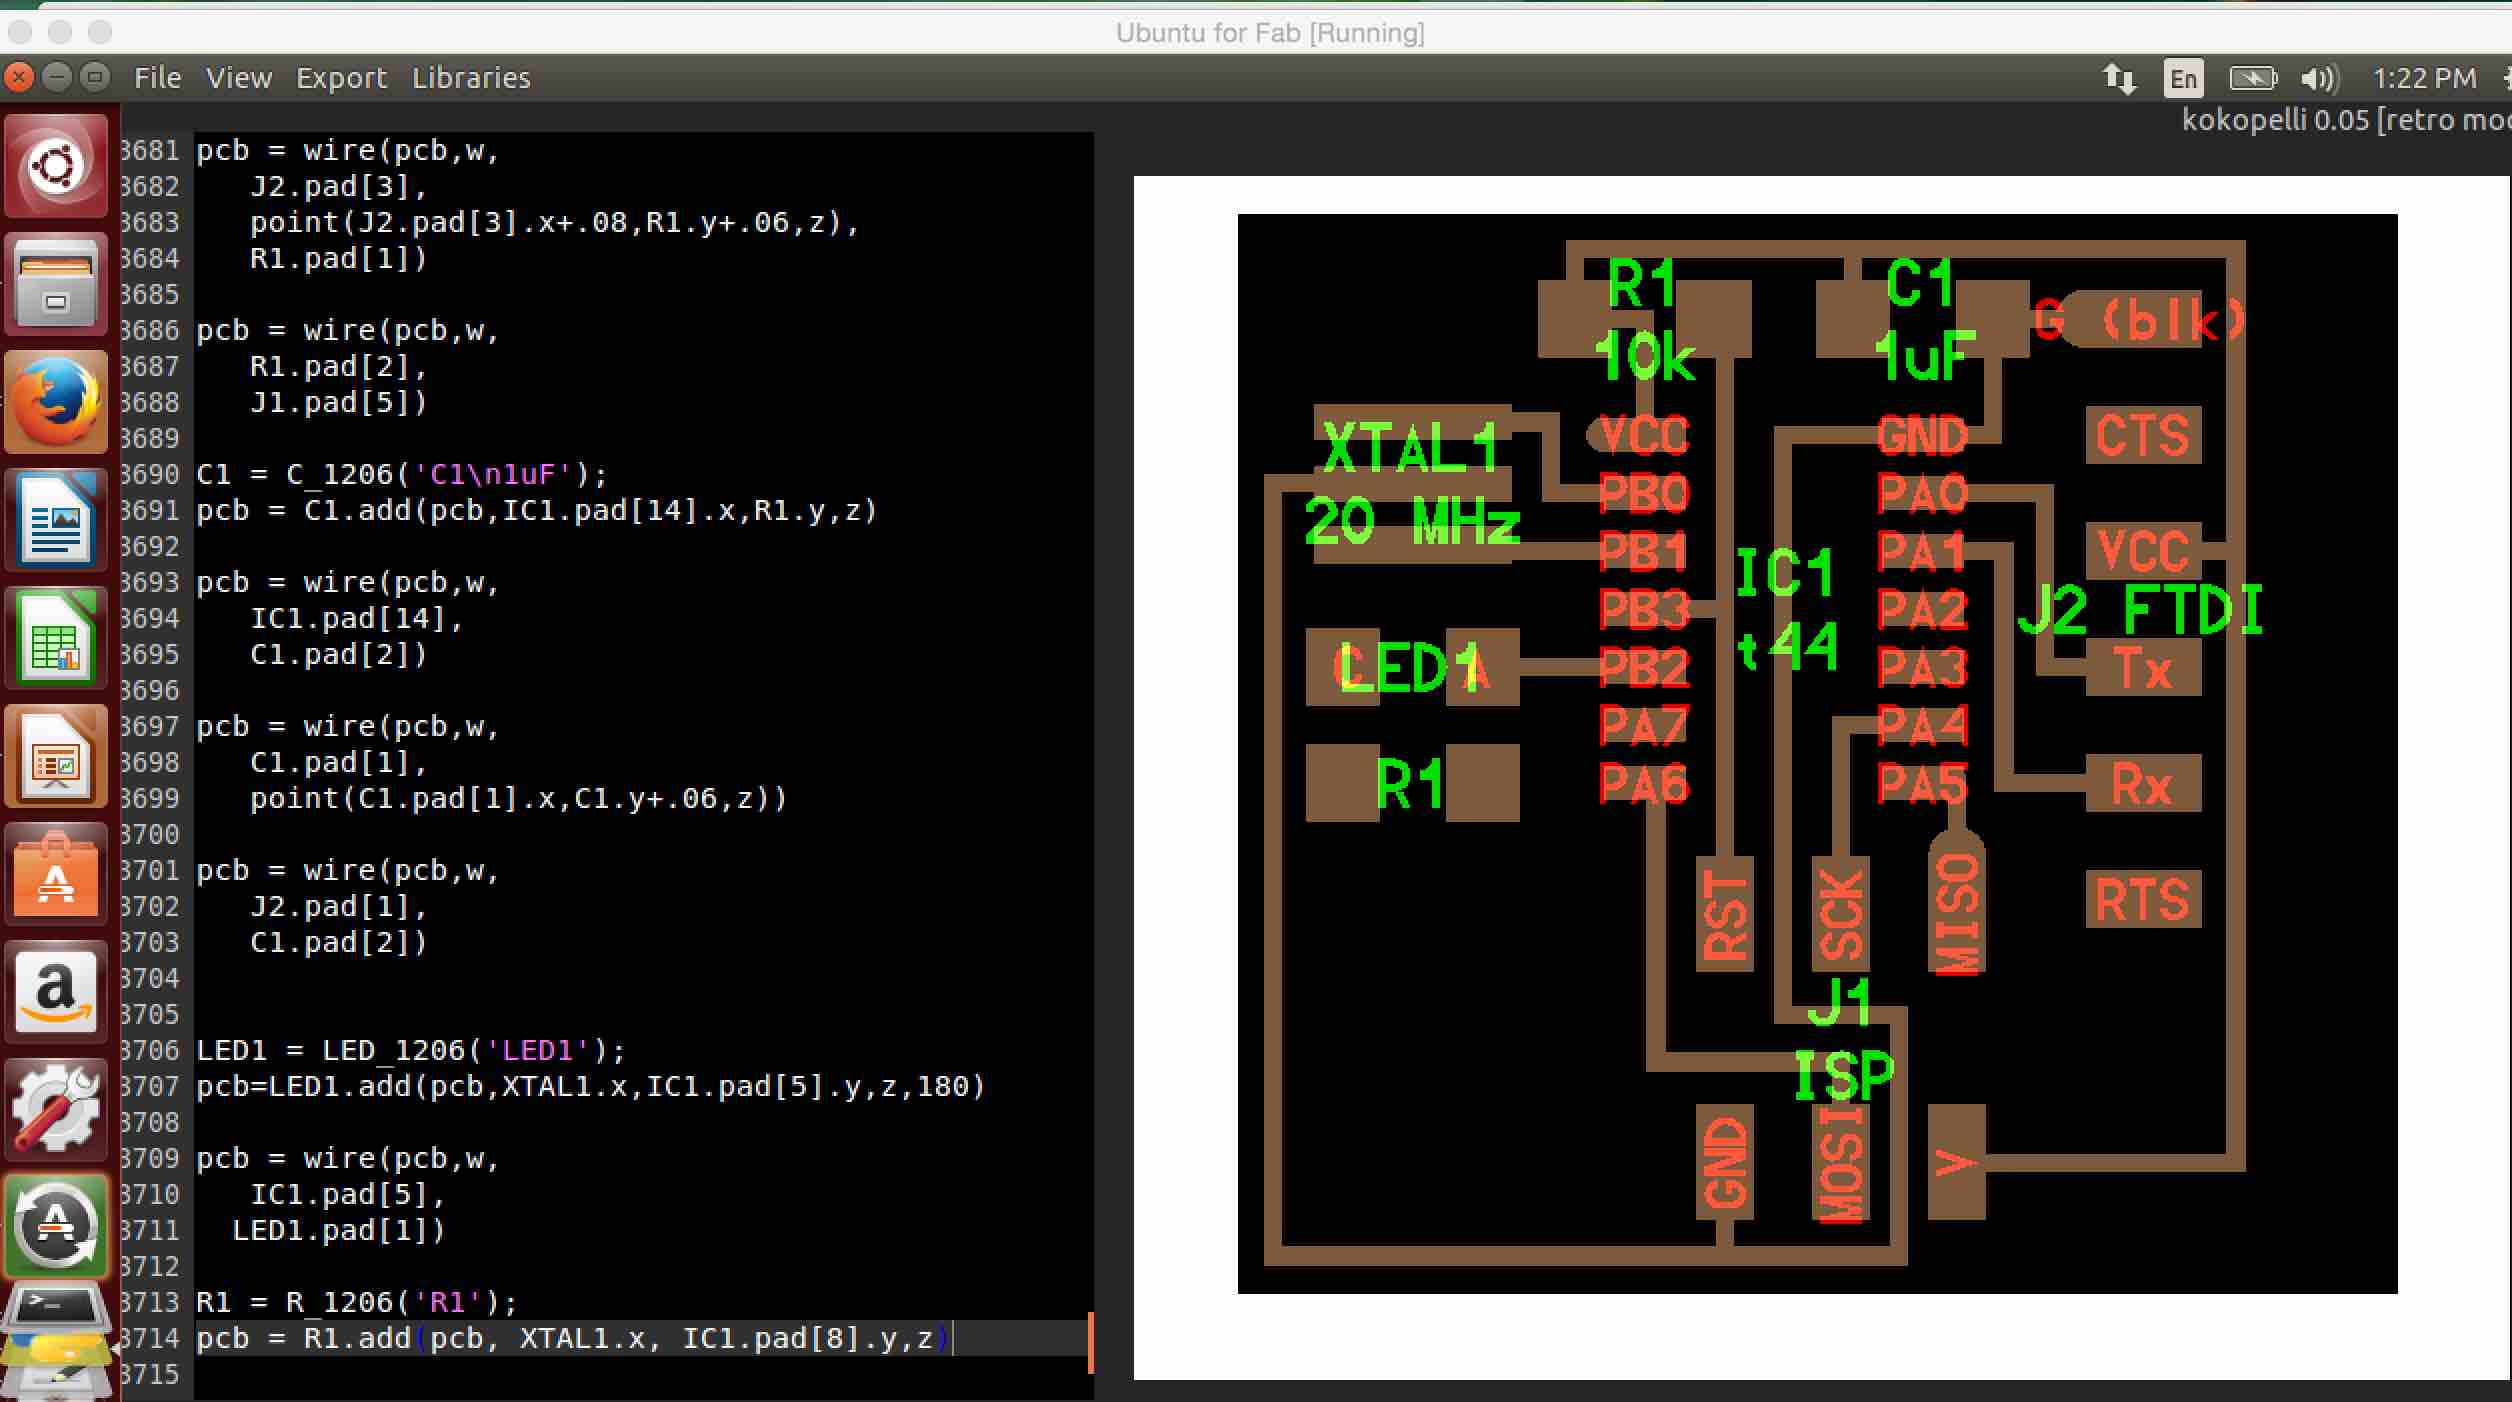 Ubuntu for Fab [Running]
File View Export Libraries
En 1:22 PM
kokopelli 0.05 [retro
3681 pcb = wire(pcb,w,
3682 J2.pad[3],
3683 point(J2.pad[3].x+.08,R1.y+.06,z),
3684 R1.pad[1])
3685
3686 pcb = wire(pcb,w,
3687 R1.pad[2],
3688 J1.pad[5])
3689
3690 C1 = C_1206('C1\n1uF');
3691 pcb = C1.add(pcb,IC1.pad[14].x,R1.y,z)
3692
3693 pcb = wire(pcb,w,
3694 IC1.pad[14],
3695 C1.pad[2])
3696
3697 pcb = wire(pcb,w,
3698 C1.pad[1],
3699 point(C1.pad[1].x,C1.y+.06,z))
3700
3701 pcb = wire(pcb,w,
3702 J2.pad[1],
3703 C1.pad[2])
3704
3705
3706 LED1 = LED_1206('LED1');
3707 pcb=LED1.add(pcb,XTAL1.x,IC1.pad[5].y,z,180)
3708
3709 pcb = wire(pcb,w,
3710 IC1.pad[5],
3711 LED1.pad[1])
3712
3713 R1 = R_1206('R1');
3714 pcb = R1.add(pcb, XTAL1.x, IC1.pad[8].y,z)
3715
R1
10k
C1
1uF
G (blk)
XTAL1
20 MHz
VCC
PB0
PB1
PB3
PB2
PA7
PA6
IC1
t44
GND
PA0
PA1
PA2
PA3
PA4
PA5
CTS
VCC
J2 FTDI
Tx
Rx
RTS
C LED1 A
R1
RST
SCK
MISO
J1
ISP
GND
MOSI
V